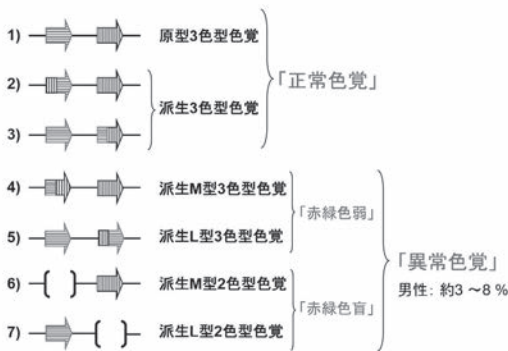 1) 原型3色型色覚
2)
派生3色型色覚
3)
「正常色覚」
4) 派生M型3色型色覚
5) 派生L型3色型色覚
「赤緑色弱」
6) 派生M型2色型色覚
7) 派生L型2色型色覚
「赤緑色盲」
「異常色覚」
男性: 約3 ~8 %